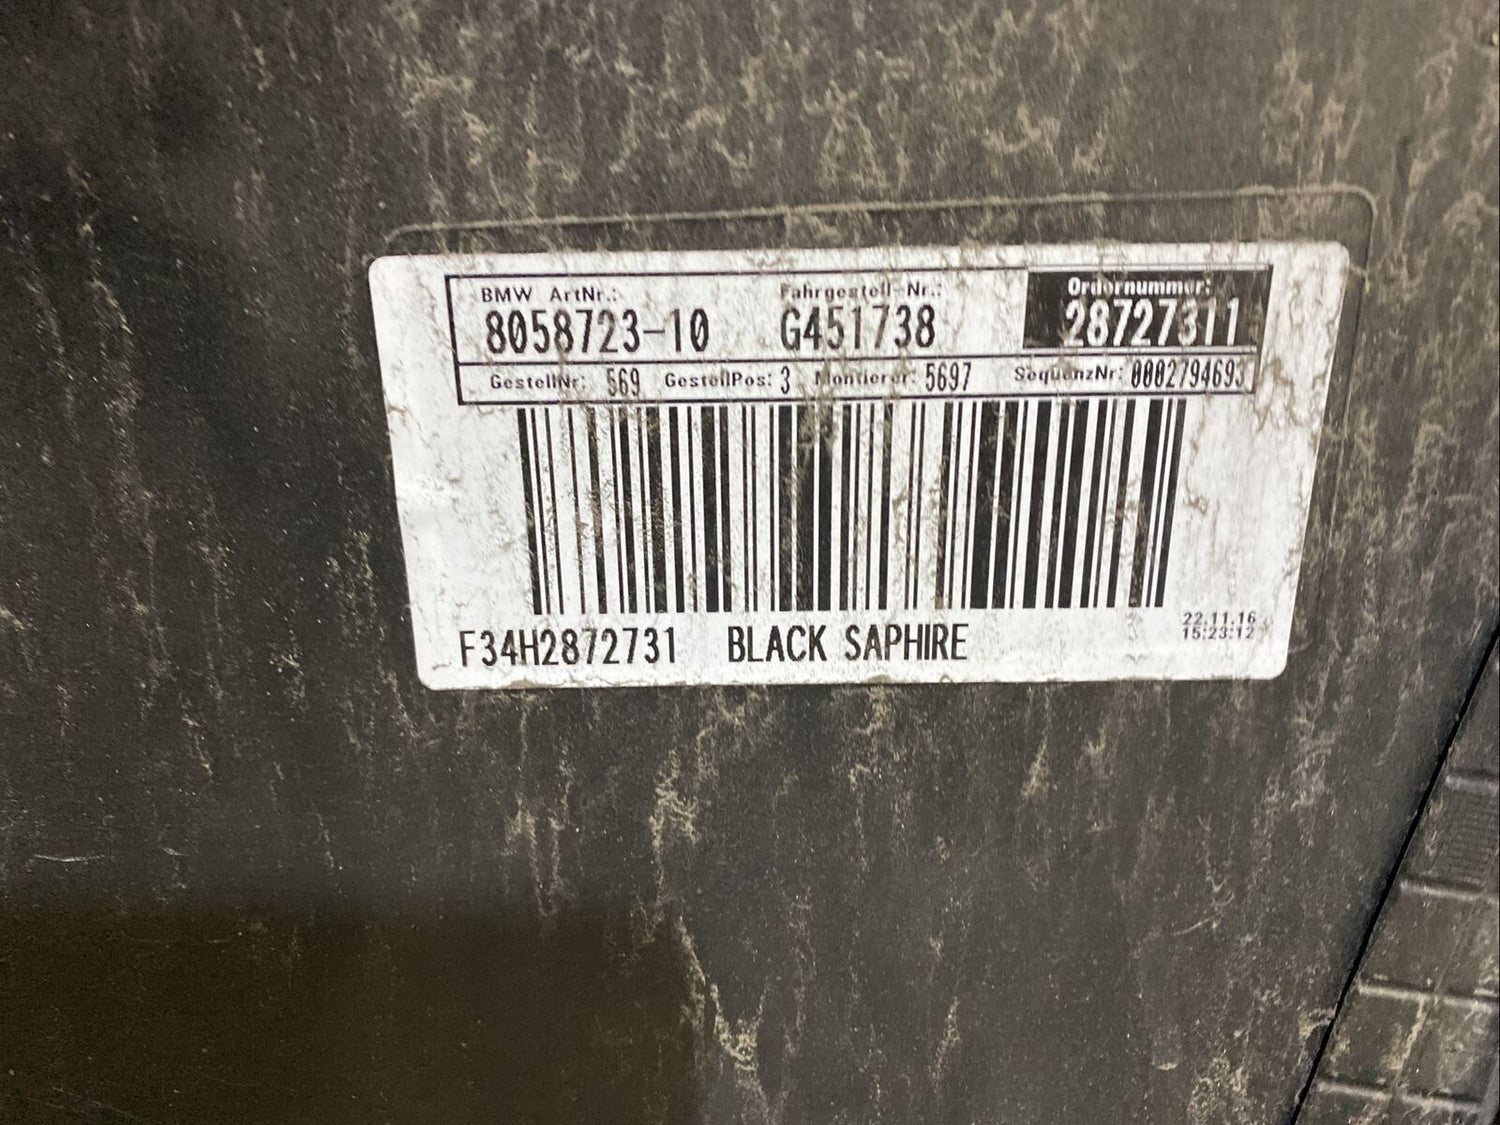 BMW ArtNr.: Fahrgestell-Nr.: Ordernummer:
8058723-10 G451738 28727311
GestellNr: 569 GestellPos: 3 Montierer: 5697 SequenzNr: 0002794693
F34H2872731 BLACK SAPHIRE
22.11.16
15:23:12